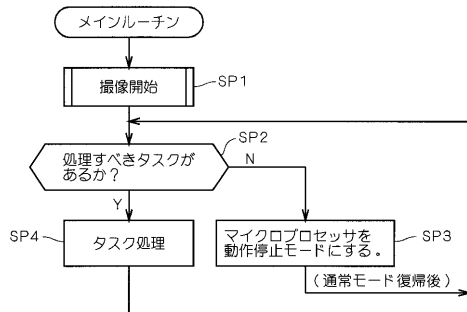 メインルーチン
撮像開始
SP1
処理すべきタスクが
あるか？
SP2
N
Y
SP4
タスク処理
マイクロプロセッサを
動作停止モードにする。
SP3
（通常モード復帰後）